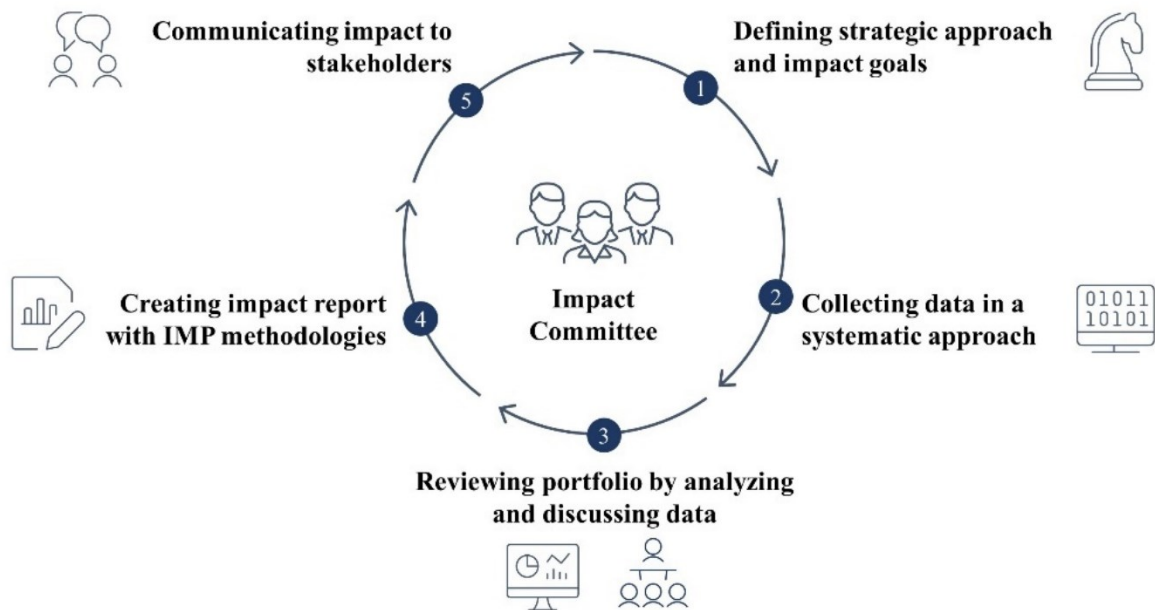 Communicating impact to
stakeholders
5
Defining strategic approach
and impact goals
1
Impact
Committee
Creating impact report
with IMP methodologies
4
2
Collecting data in a
systematic approach
01011
10101
3
Reviewing portfolio by analyzing
and discussing data